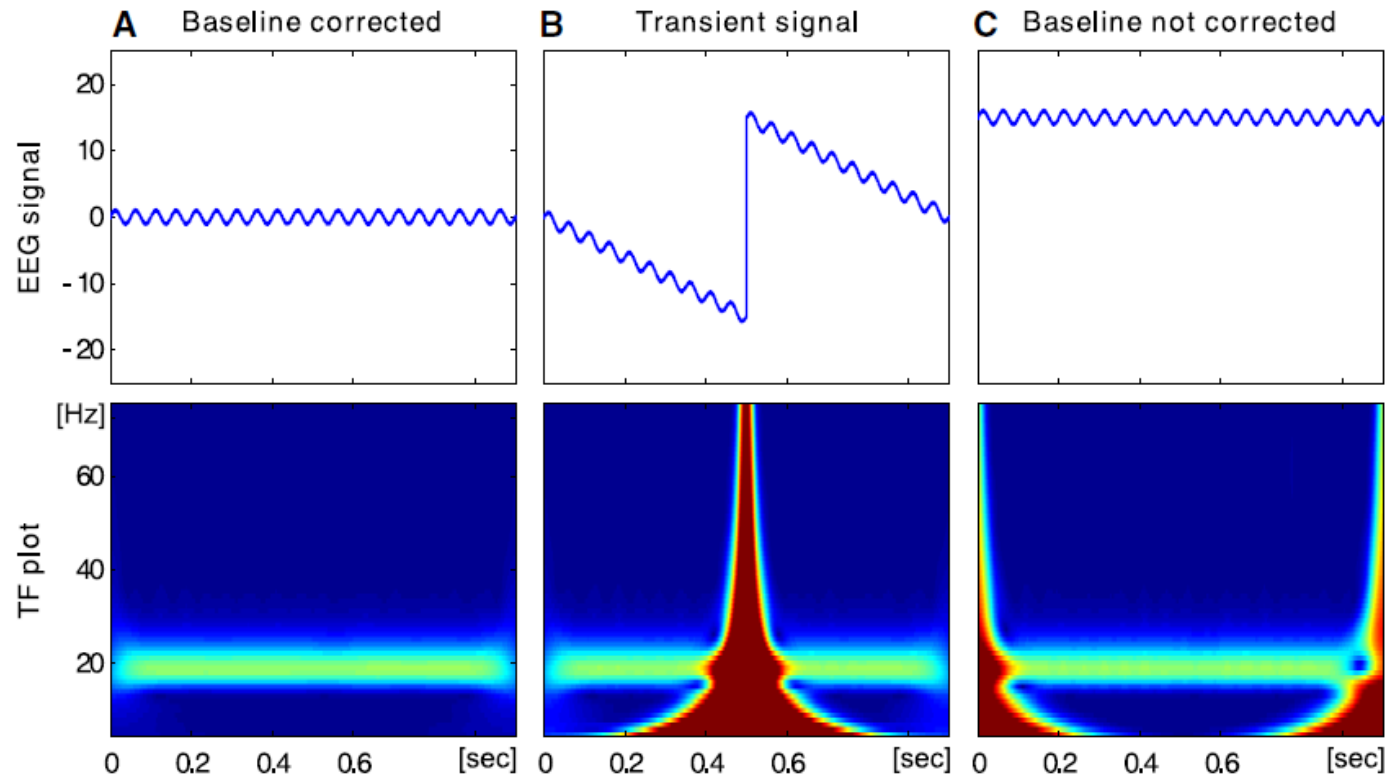 A Baseline corrected
B Transient signal
C Baseline not corrected
EEG signal
20
10
0
-10
-20
TF plot
[Hz]
60
40
20
0 0.2 0.4 0.6 [sec]
0.2 0.4 0.6 [sec]
0 0.2 0.4 0.6 [sec]